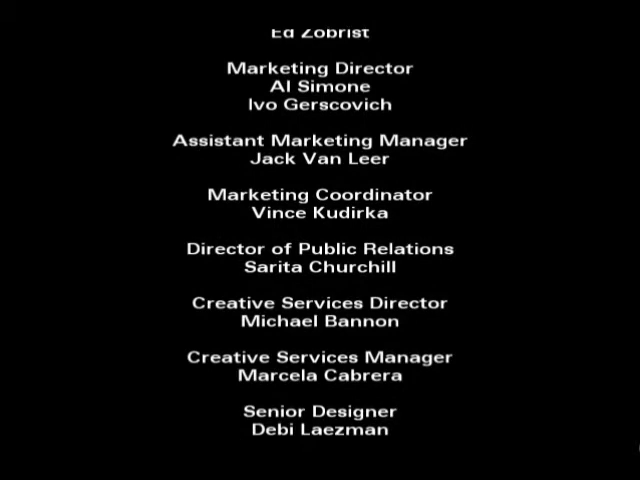 Ed Zobrist
Marketing Director
Al Simone
Ivo Gerscovich
Assistant Marketing Manager
Jack Van Leer
Marketing Coordinator
Vince Kudirka
Director of Public Relations
Sarita Churchill
Creative Services Director
Michael Bannon
Creative Services Manager
Marcela Cabrera
Senior Designer
Debi Laezman